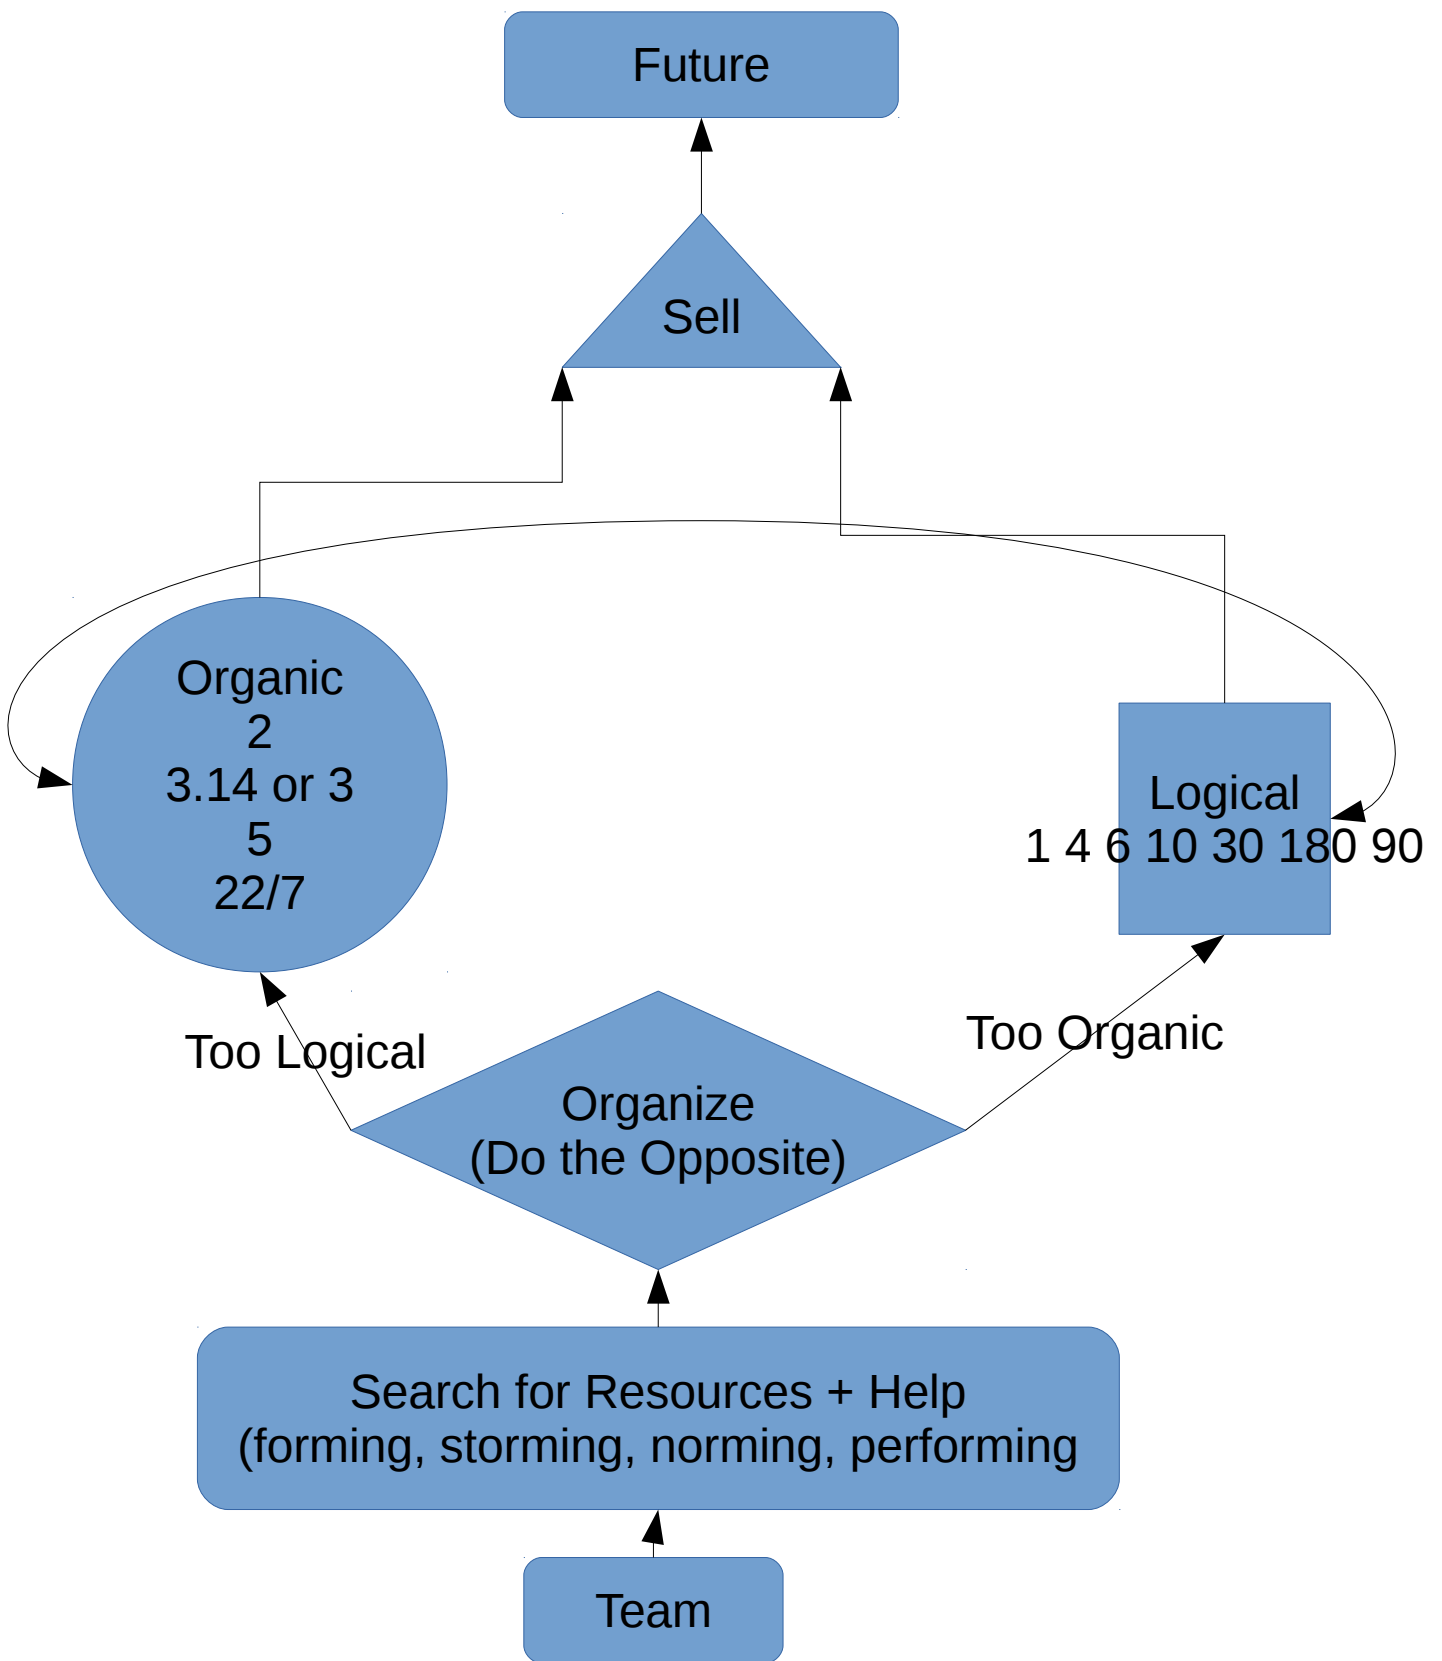 Future
Sell
Organic
2
3.14 or 3
5
22/7
Logical
1 4 6 10 30 180 90
Too Logical
Too Organic
Organize
(Do the Opposite)
Search for Resources + Help
(forming, storming, norming, performing
Team